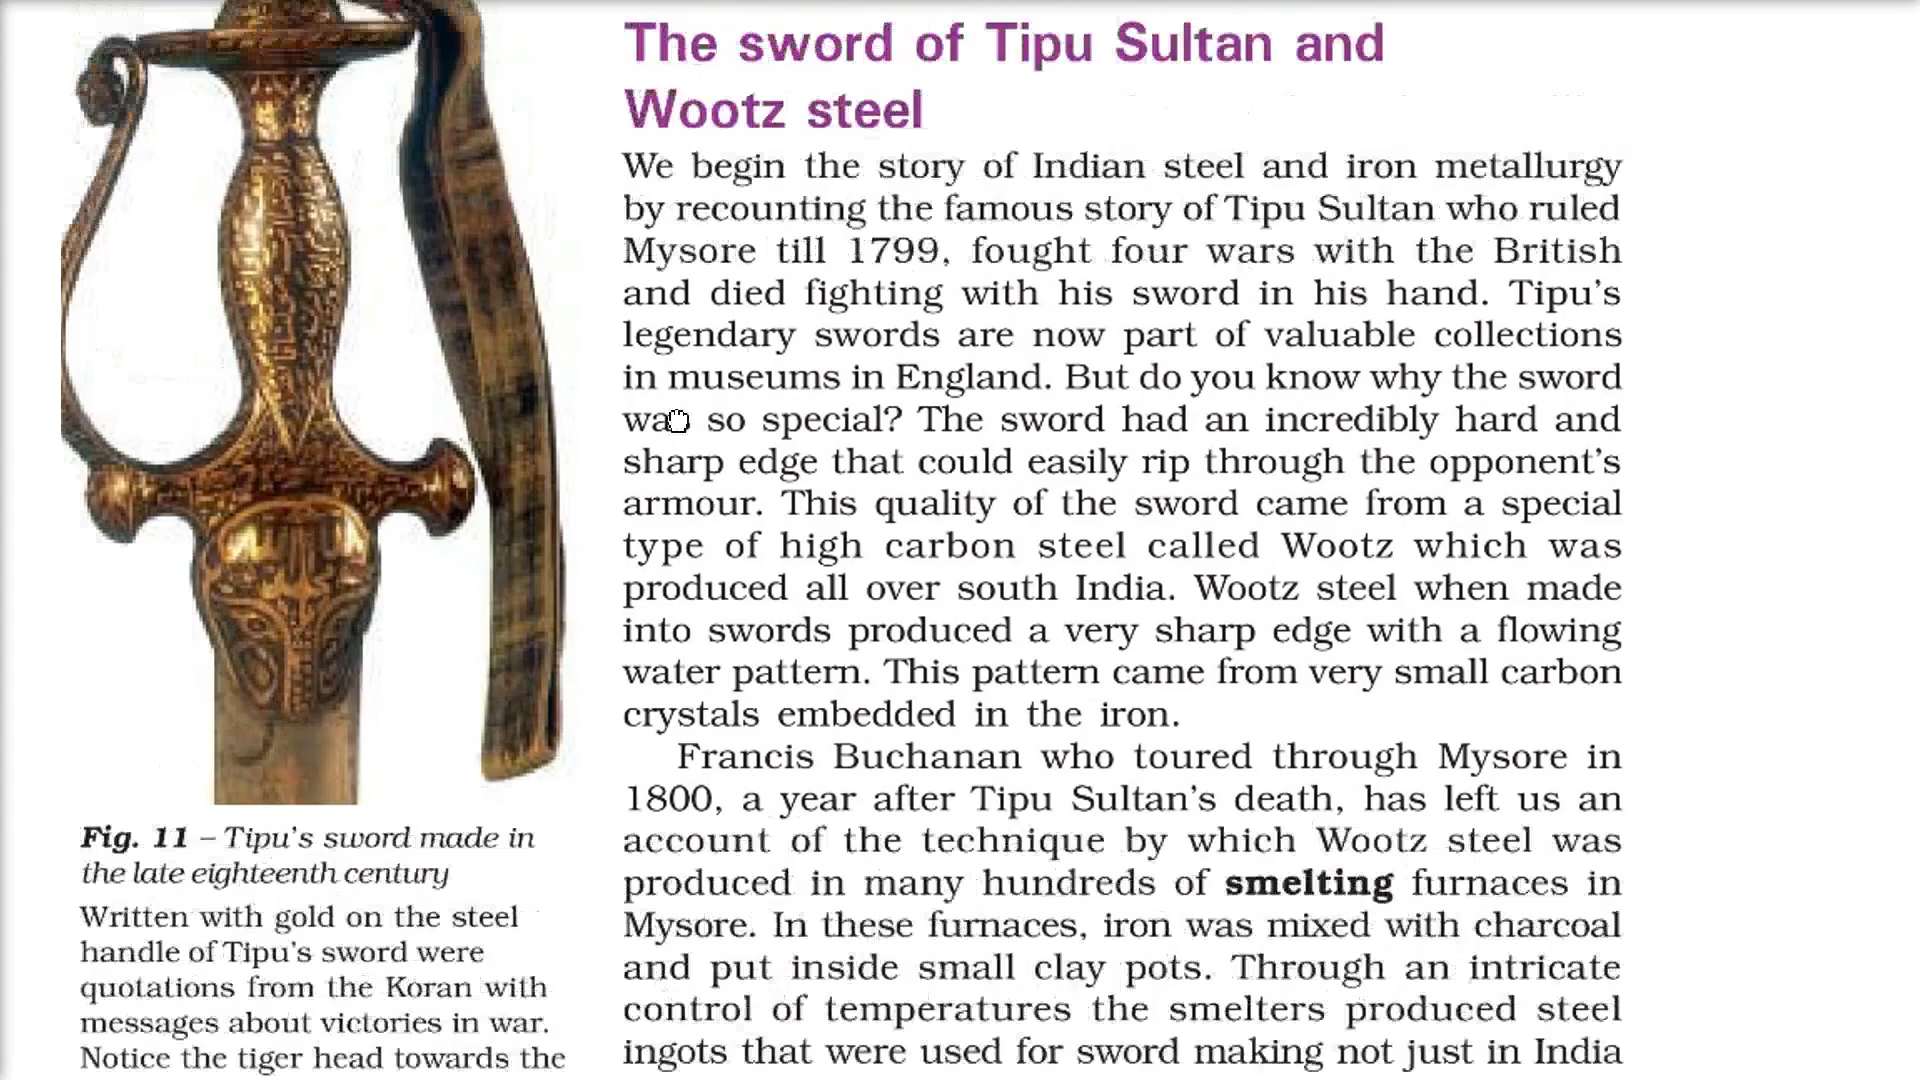 The sword of Tipu Sultan and
Wootz steel
We begin the story of Indian steel and iron metallurgy
by recounting the famous story of Tipu Sultan who ruled
Mysore till 1799, fought four wars with the British
and died fighting with his sword in his hand. Tipu's
legendary swords are now part of valuable collections
in museums in England. But do you know why the sword
so special? The sword had an incredibly hard and
sharp edge that could easily rip through the opponent's
armour. This quality of the sword came from a special
type of high carbon steel called Wootz which was
produced all over south India. Wootz steel when made
into swords produced a very sharp edge with a flowing
water pattern. This pattern came from very small carbon
crystals embedded in the iron.
Francis Buchanan who toured through Mysore in
1800, a year after Tipu Sultan's death, has left us an
account of the technique by which Wootz steel was
produced in many hundreds of smelting furnaces in
Mysore. In these furnaces, iron was mixed with charcoal
and put inside small clay pots. Through an intricate
control of temperatures the smelters produced steel
ingots that were used for sword making not just in India
Fig. 11 – Tipu's sword made in
the late eighteenth century
Written with gold on the steel
handle of Tipu's sword were
quotations from the Koran with
messages about victories in war.
Notice the tiger head towards the